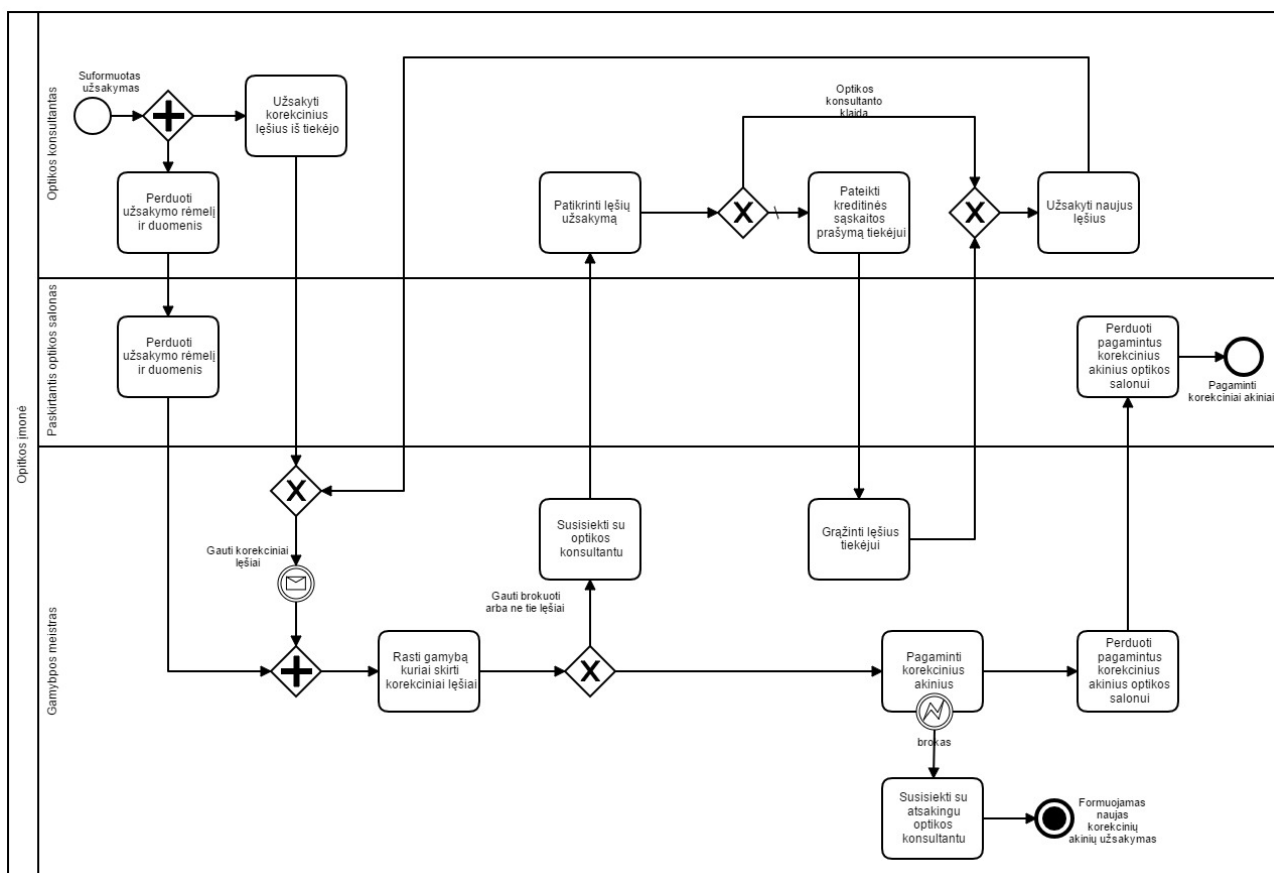 Opitkos įmonė
Optikos konsultantas
Suformuotas
užsakymas
Užsakyti
korekcinius
lęšius iš tiekėjo
Perduoti
užsakymo rėmelį
ir duomenis
Patikrinti lęšių
užsakymą
Optikos
konsultanto
klaida
Pateikti
kreditinės
sąskaitos
prašymą tiekėjui
Užsakyti naujus
lęšius
Paskirtantis optikos salonas
Perduoti
užsakymo rėmelį
ir duomenis
Perduoti
pagamintus
korekcinius
akinius optikos
salonui
Pagaminti
korekciniai akiniai
Gamybpos meistras
Gauti korekciniai
lęšiai
Susisiekti su
optikos
konsultantu
Grąžinti lęšius
tiekėjui
Gauti brokuoti
arba ne tie lęšiai
Rasti gamybą
kuriai skirti
korekciniai lęšiai
Pagaminti
korekcinius
akinius
brokas
Perduoti
pagamintus
korekcinius
akinius optikos
salonui
Susisiekti su
atsakingu
optikos
konsultantu
Formuojamas
naujas
korekcinių
akinių užsakymas